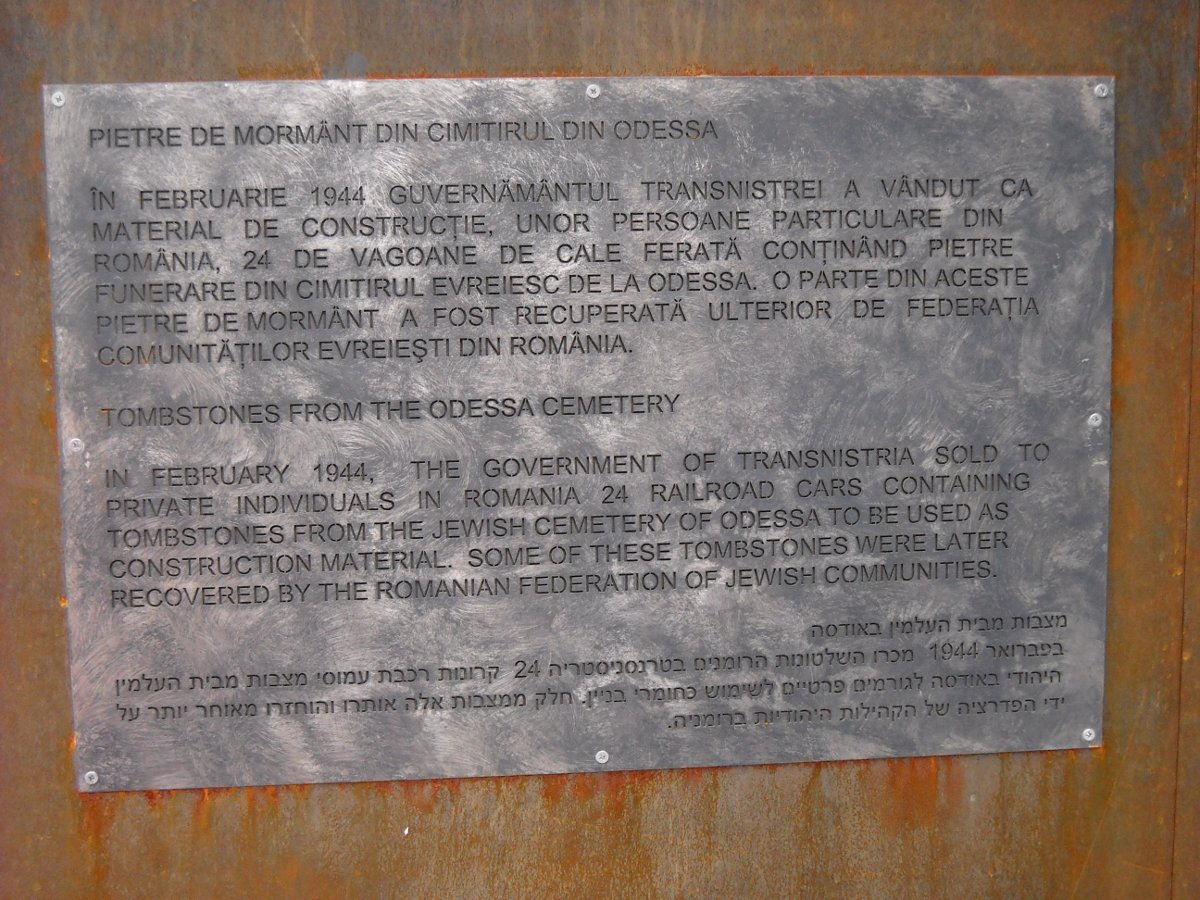 PIETRE DE MORMÂNT DIN CIMITIRUL DIN ODESSA
ÎN FEBRUARIE 1944 GUVERNĂMÂNTUL TRANSNISTREI A VÂNDUT CA
MATERIAL DE CONSTRUCŢIE, UNOR PERSOANE PARTICULARE DIN
ROMÂNIA, 24 DE VAGOANE DE CALE FERATĂ CONŢINÂND PIETRE
FUNERARE DIN CIMITIRUL EVREIESC DE LA ODESSA. O PARTE DIN ACESTE
PIETRE DE MORMÂNT A FOST RECUPERATĂ ULTERIOR DE FEDERAŢIA
COMUNITĂŢILOR EVREIEŞTI DIN ROMÂNIA.
TOMBSTONES FROM THE ODESSA CEMETERY
IN FEBRUARY 1944, THE GOVERNMENT OF TRANSNISTRIA SOLD TO
PRIVATE INDIVIDUALS IN ROMANIA 24 RAILROAD CARS CONTAINING
TOMBSTONES FROM THE JEWISH CEMETERY OF ODESSA TO BE USED AS
CONSTRUCTION MATERIAL. SOME OF THESE TOMBSTONES WERE LATER
RECOVERED BY THE ROMANIAN FEDERATION OF JEWISH COMMUNITIES.
מצבות מבית העלמין באודסה
בפברואר 1944 מכרו השלטונות הרומנים בטרנסניסטריה 24 קרונות רכבת עמוסי מצבות מבית העלמין
היהודי באודסה לגורמים פרטיים לשימוש כחומרי בניין. חלק ממצבות אלה אותרו והוחזרו מאוחר יותר על
ידי הפדרציה של הקהילות היהודיות ברומניה.